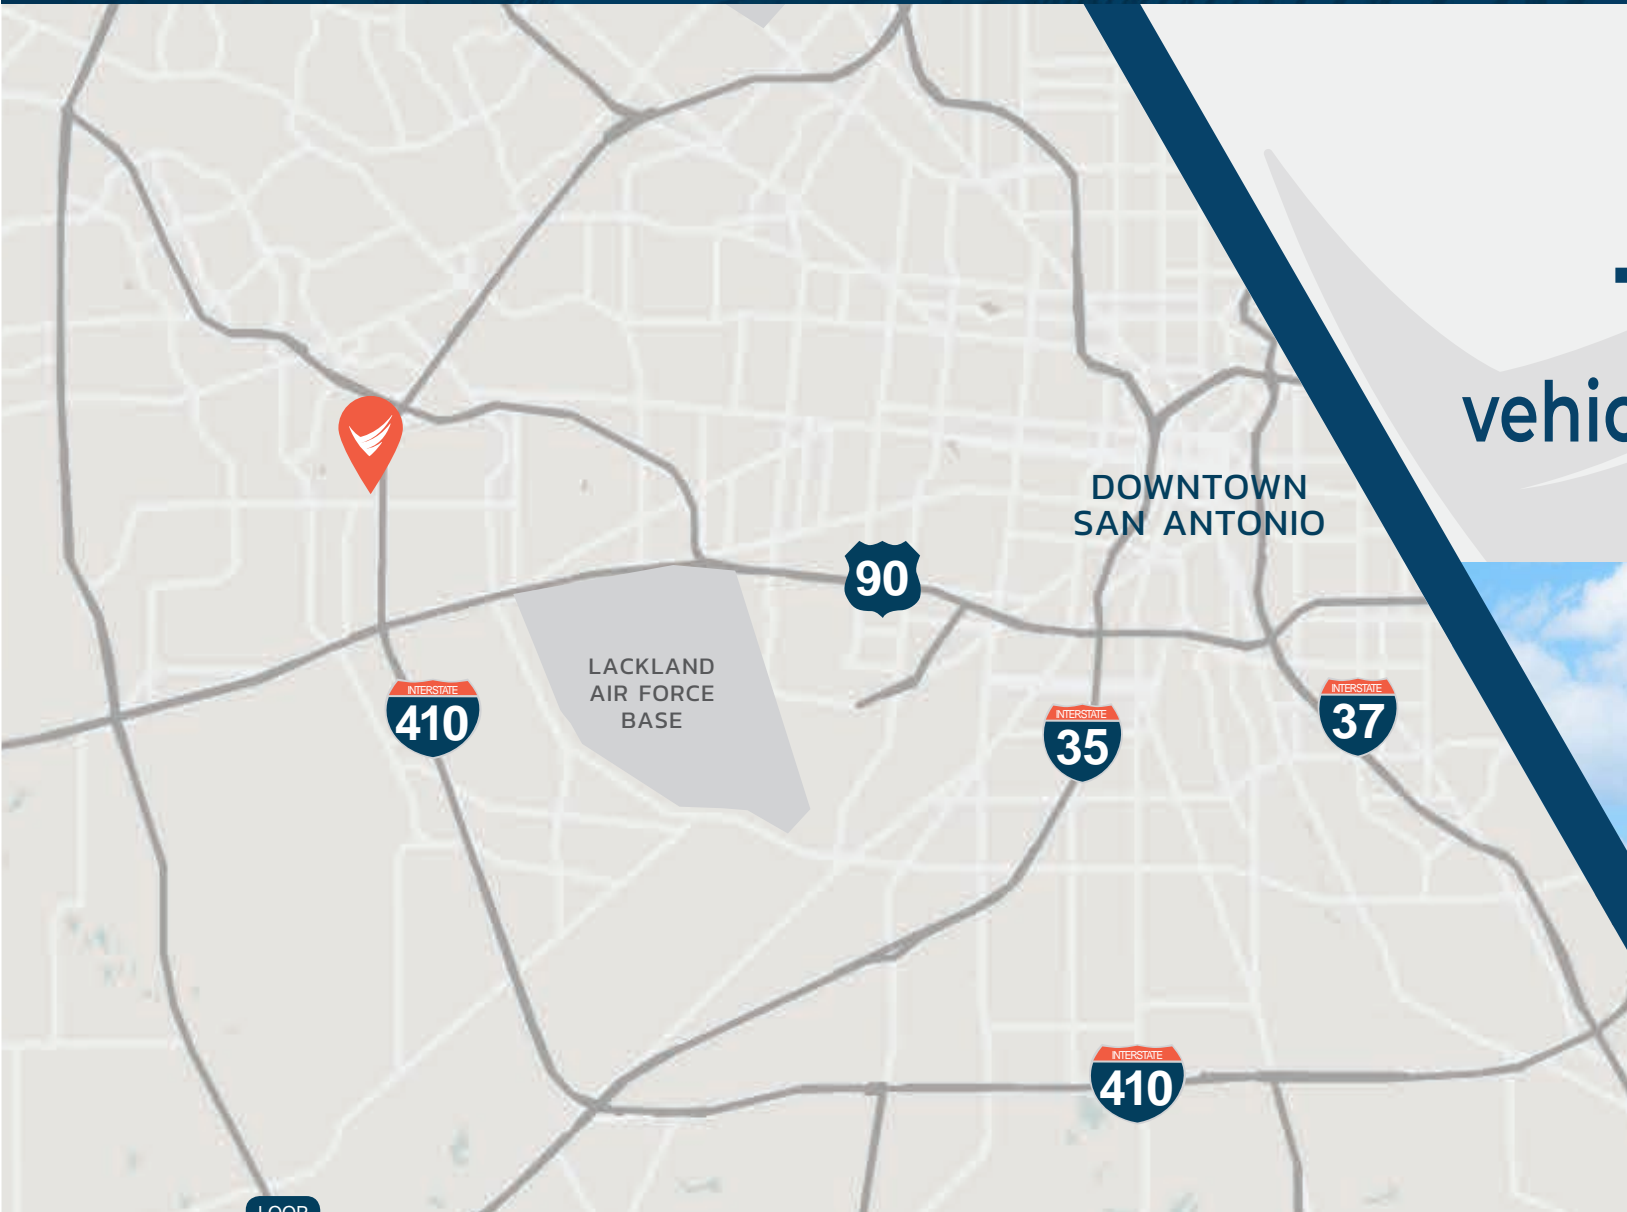 vehic
DOWNTOWN
SAN ANTONIO
90
LACKLAND
AIR FORCE
BASE
INTERSTATE
410
INTERSTATE
35
INTERSTATE
37
INTERSTATE
410
LOOP